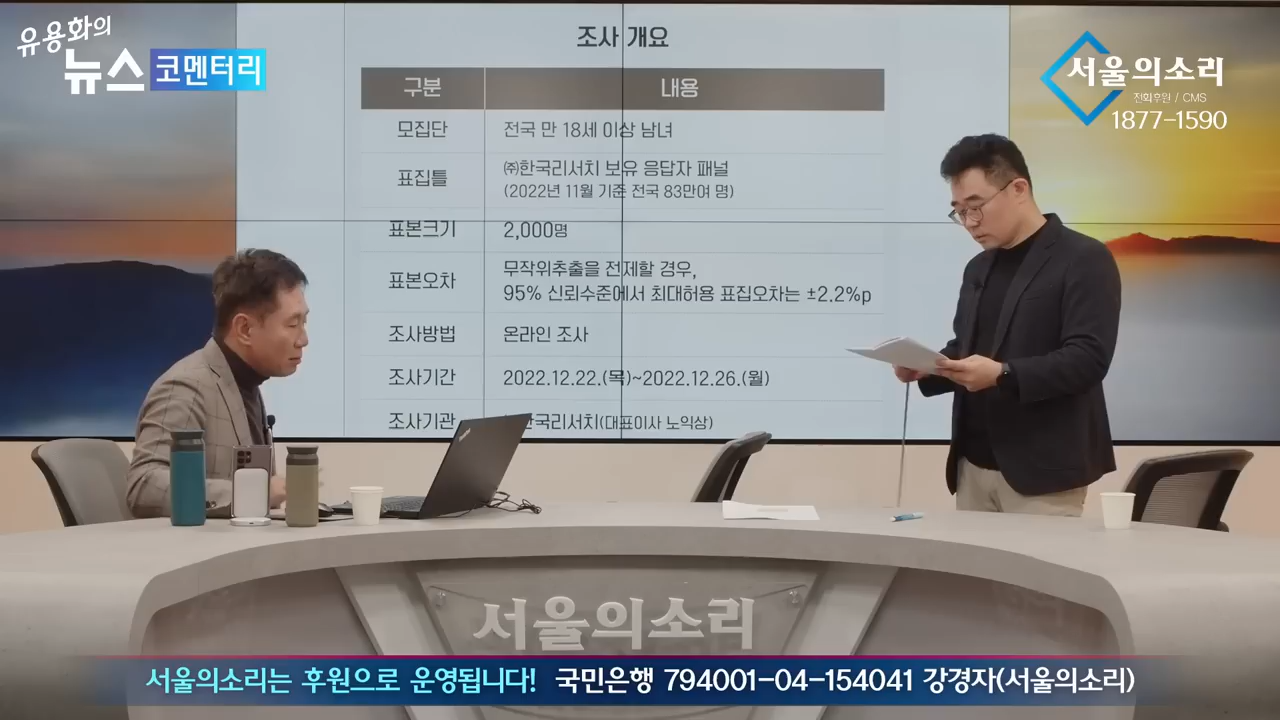 유용화의
뉴스 코멘터리
서울의소리
전화후원 / CMS
1877-1590
조사 개요
구분 내용
모집단 전국 만 18세 이상 남녀
표집틀 ㈜한국리서치 보유 응답자 패널
(2022년 11월 기준 전국 83만여 명)
표본크기 2,000명
표본오차 무작위추출을 전제할 경우,
95% 신뢰수준에서 최대허용 표집오차는 ±2.2%p
조사방법 온라인 조사
조사기간 2022.12.22.(목)~2022.12.26.(월)
조사기관 한국리서치(대표이사 노익상)
서울의소리
서울의소리는 후원으로 운영됩니다! 국민은행 794001-04-154041 강경자(서울의소리)